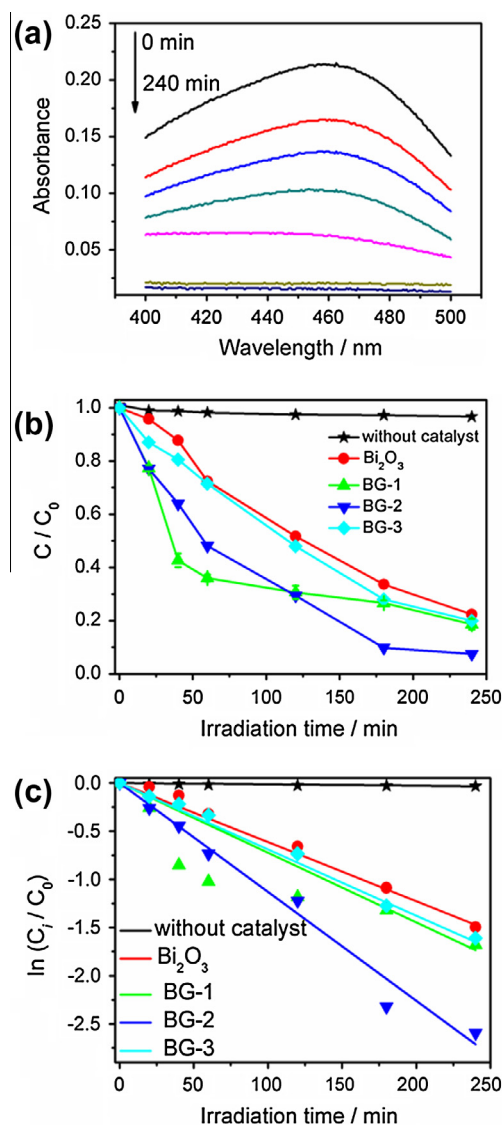 (a)
0 min
240 min
0.25
0.20
0.15
0.10
0.05
Absorbance
400 420 440 460 480 500
Wavelength / nm
(b)
1.0
0.8
0.6
0.4
0.2
0.0
C / C₀
without catalyst
Bi₂O₃
BG-1
BG-2
BG-3
0 50 100 150 200 250
Irradiation time / min
(c)
0.0
-0.5
-1.0
-1.5
-2.0
-2.5
ln (Cᵢ / C₀)
without catalyst
Bi₂O₃
BG-1
BG-2
BG-3
0 50 100 150 200 250
Irradiation time / min